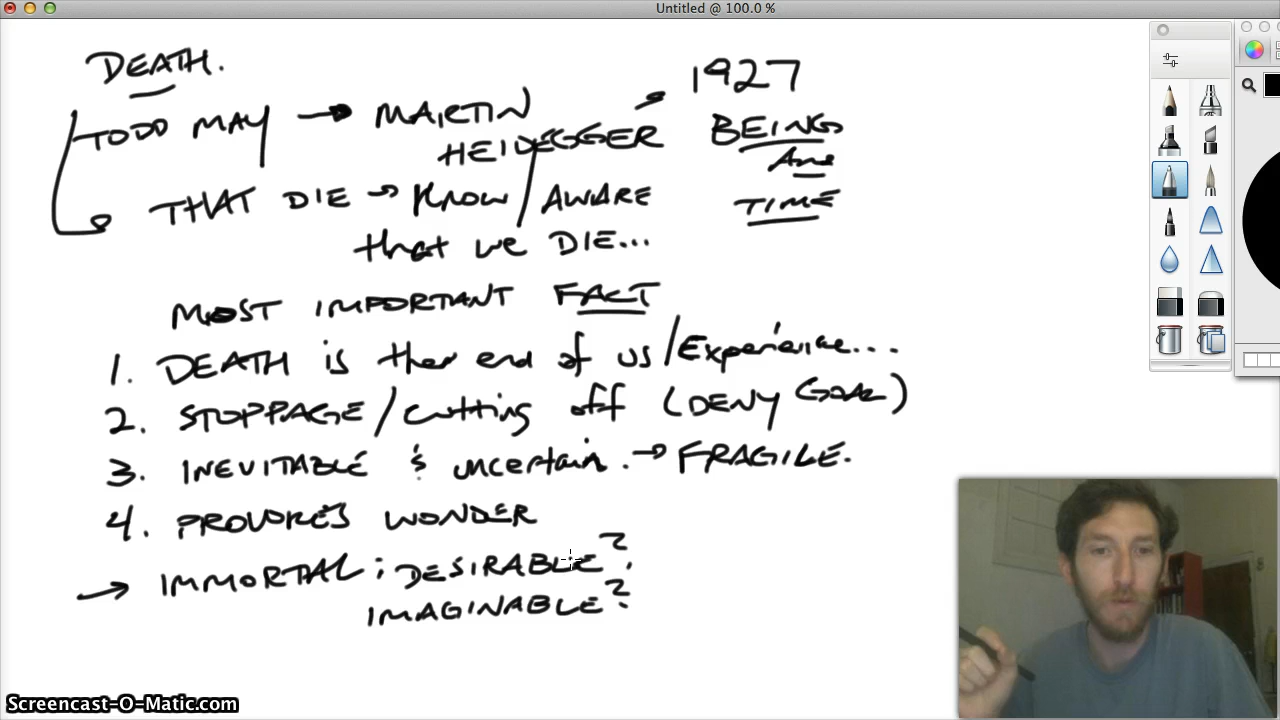 Untitled @ 100.0 %
DEATH.
TODD MAY → MARTIN HEIDEGGER → 1927
BEINGS
And
TIME
THAT DIE → KNOW/AWARE
that we DIE...
MOST IMPORTANT FACT
1. DEATH is the end of us/Experience...
2. STOPPAGE/cutting off (DENY GOAL)
3. INEVITABLE & uncertain. → FRAGILE.
4. PROVOKES WONDER
→ IMMORTAL: DESIRABLE?
IMAGINABLE?
Screencast-O-Matic.com